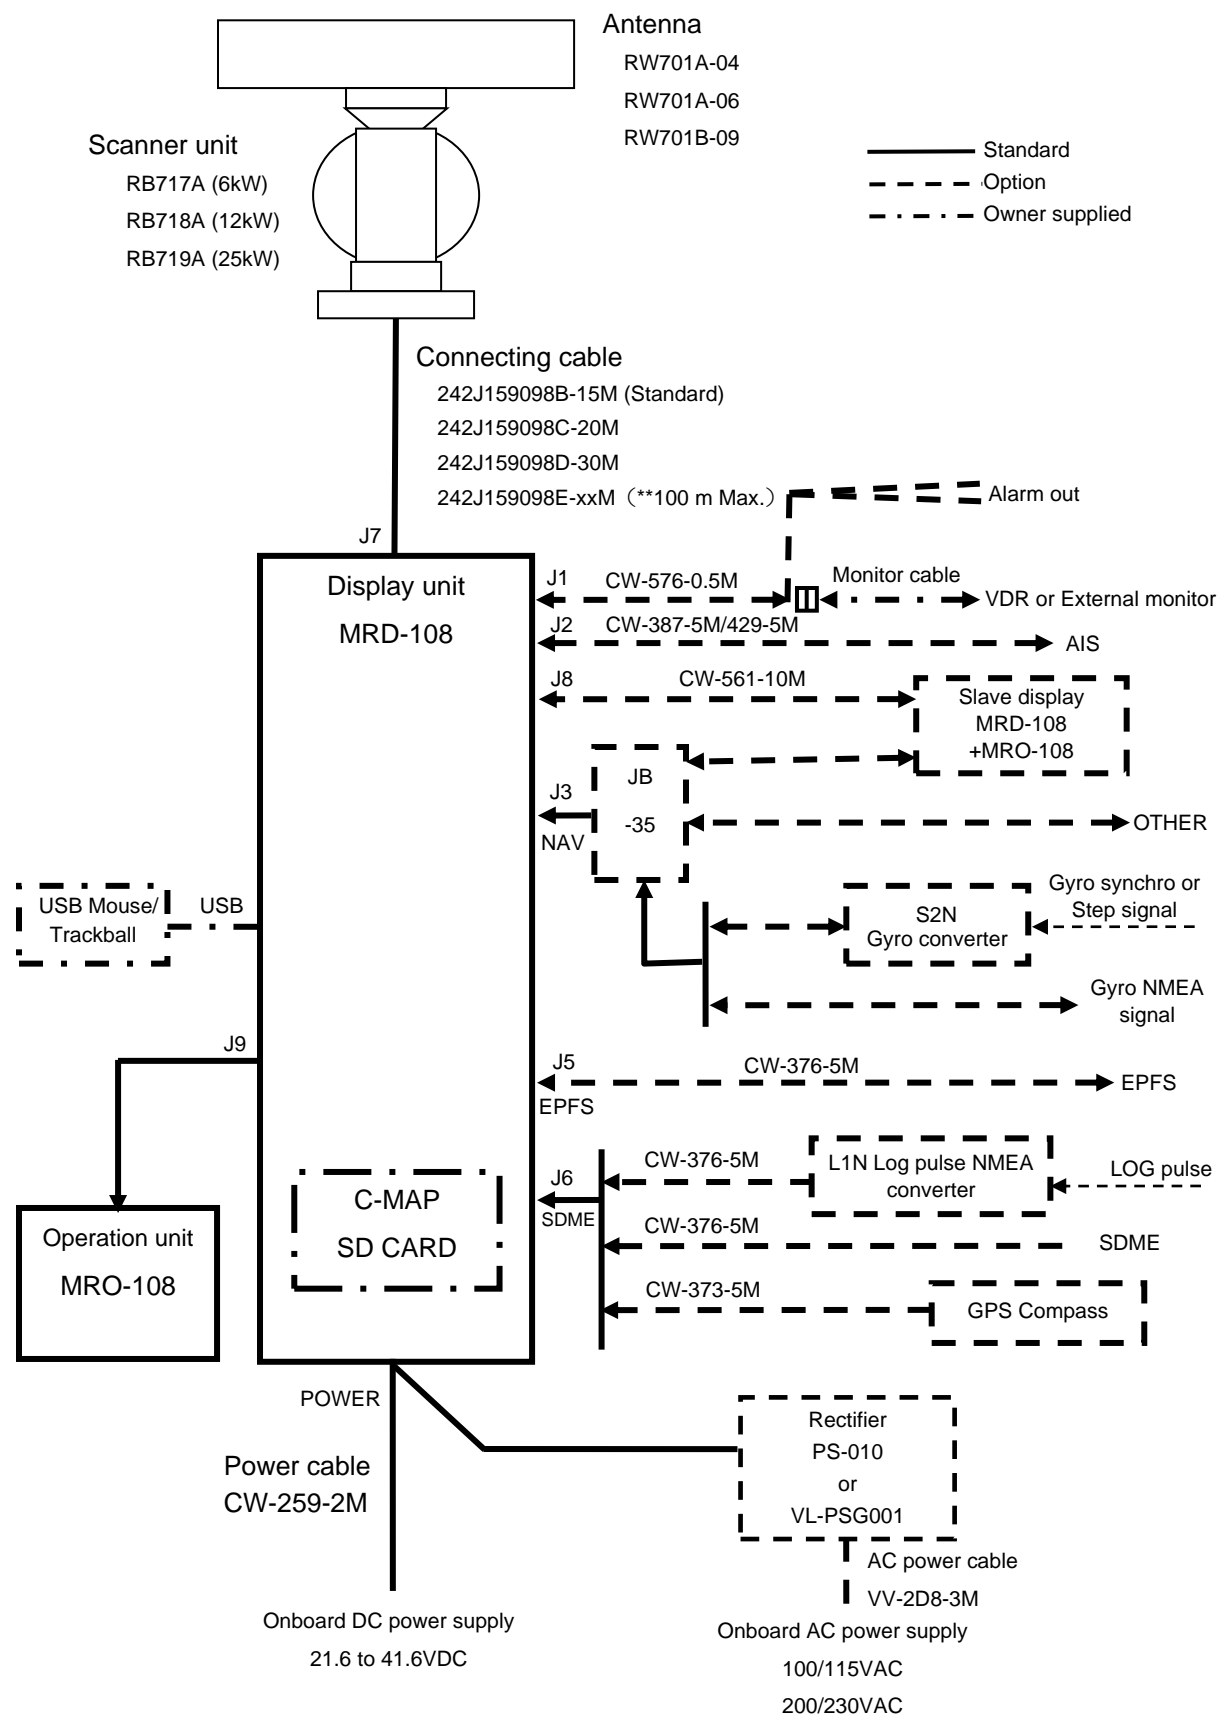 Antenna
RW701A-04
RW701A-06
RW701B-09
Scanner unit
RB717A (6kW)
RB718A (12kW)
RB719A (25kW)
Standard
Option
Owner supplied
Connecting cable
242J159098B-15M (Standard)
242J159098C-20M
242J159098D-30M
242J159098E-xxM（**100 m Max.）
Alarm out
J7
Display unit
MRD-108
J1
CW-576-0.5M
Monitor cable
VDR or External monitor
J2
CW-387-5M/429-5M
AIS
J8
CW-561-10M
Slave display
MRD-108
+MRO-108
JB
-35
J3
NAV
OTHER
USB Mouse/
Trackball
USB
S2N
Gyro converter
Gyro synchro or
Step signal
Gyro NMEA
signal
J9
J5
EPFS
CW-376-5M
EPFS
Operation unit
MRO-108
C-MAP
SD CARD
J6
SDME
CW-376-5M
L1N Log pulse NMEA
converter
LOG pulse
CW-376-5M
SDME
CW-373-5M
GPS Compass
POWER
Power cable
CW-259-2M
Rectifier
PS-010
or
VL-PSG001
AC power cable
VV-2D8-3M
Onboard DC power supply
21.6 to 41.6VDC
Onboard AC power supply
100/115VAC
200/230VAC